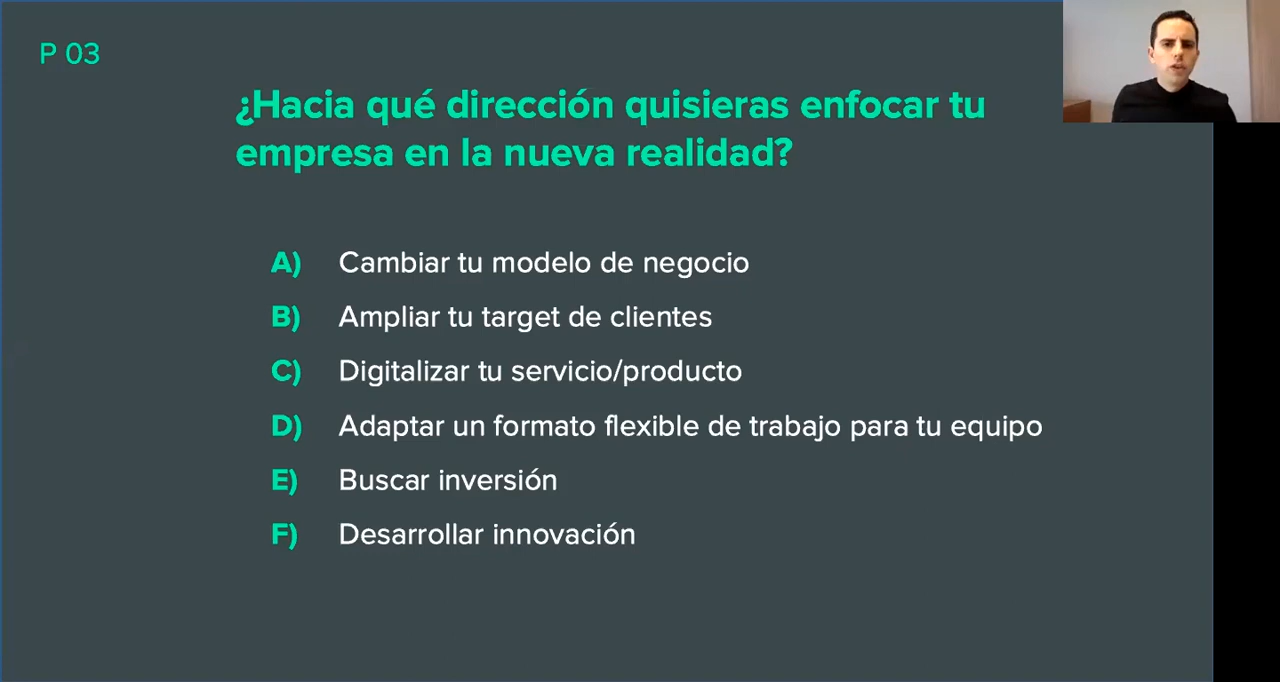 P 03
¿Hacia qué dirección quisieras enfocar tu
empresa en la nueva realidad?
A) Cambiar tu modelo de negocio
B) Ampliar tu target de clientes
C) Digitalizar tu servicio/producto
D) Adaptar un formato flexible de trabajo para tu equipo
E) Buscar inversión
F) Desarrollar innovación